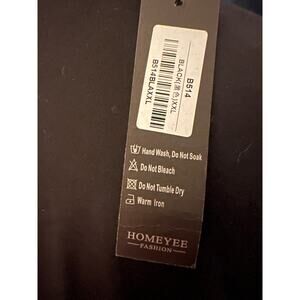 B514
BLACK(黑色)XXL
B514BLAXXL
Hand Wash, Do Not Soak
Do Not Bleach
Do Not Tumble Dry
Warm Iron
HOMEYEE
FASHION